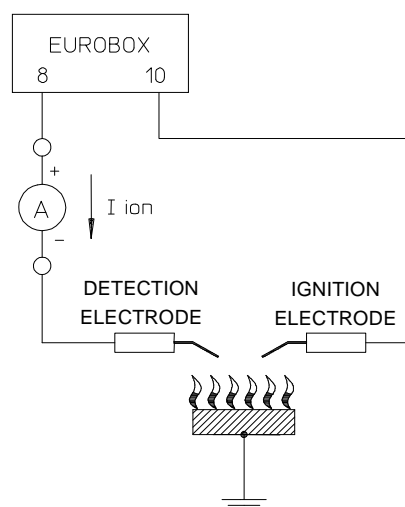 EUROBOX
8 10
+
A
I ion
−
DETECTION
ELECTRODE
IGNITION
ELECTRODE